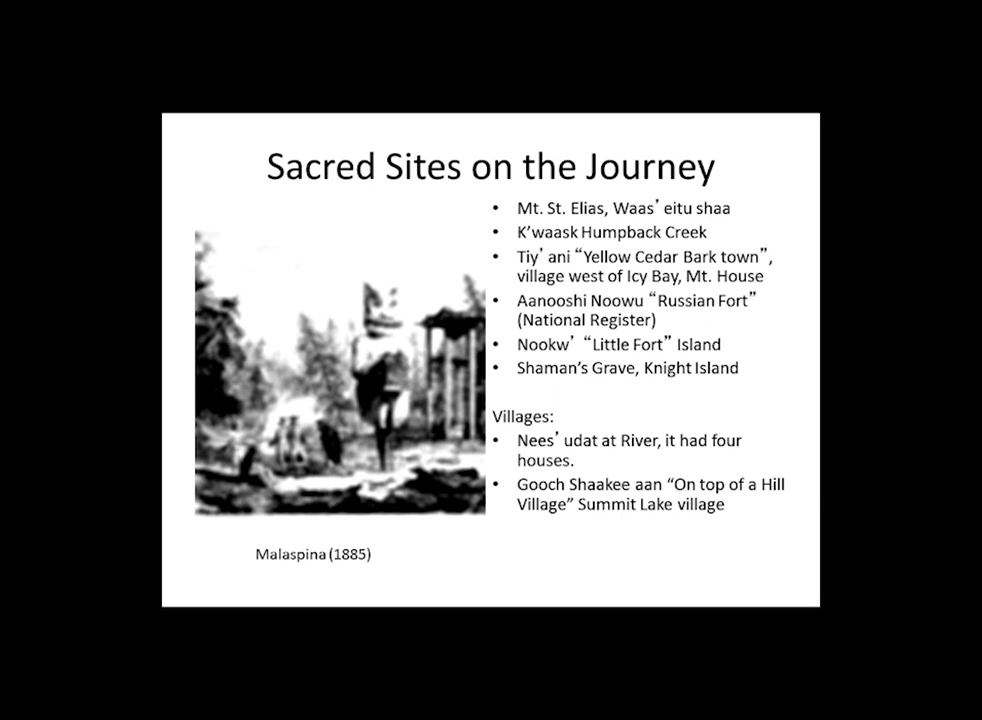 Sacred Sites on the Journey
• Mt. St. Elias, Waas’ eitu shaa
• K’waask Humpback Creek
• Tiy’ ani “Yellow Cedar Bark town”,
village west of Icy Bay, Mt. House
• Aanooshi Noowu “Russian Fort”
(National Register)
• Nookw’ “Little Fort” Island
• Shaman’s Grave, Knight Island
Villages:
• Nees’ udat at River, it had four
houses.
• Gooch Shaakee aan “On top of a Hill
Village” Summit Lake village
Malaspina (1885)